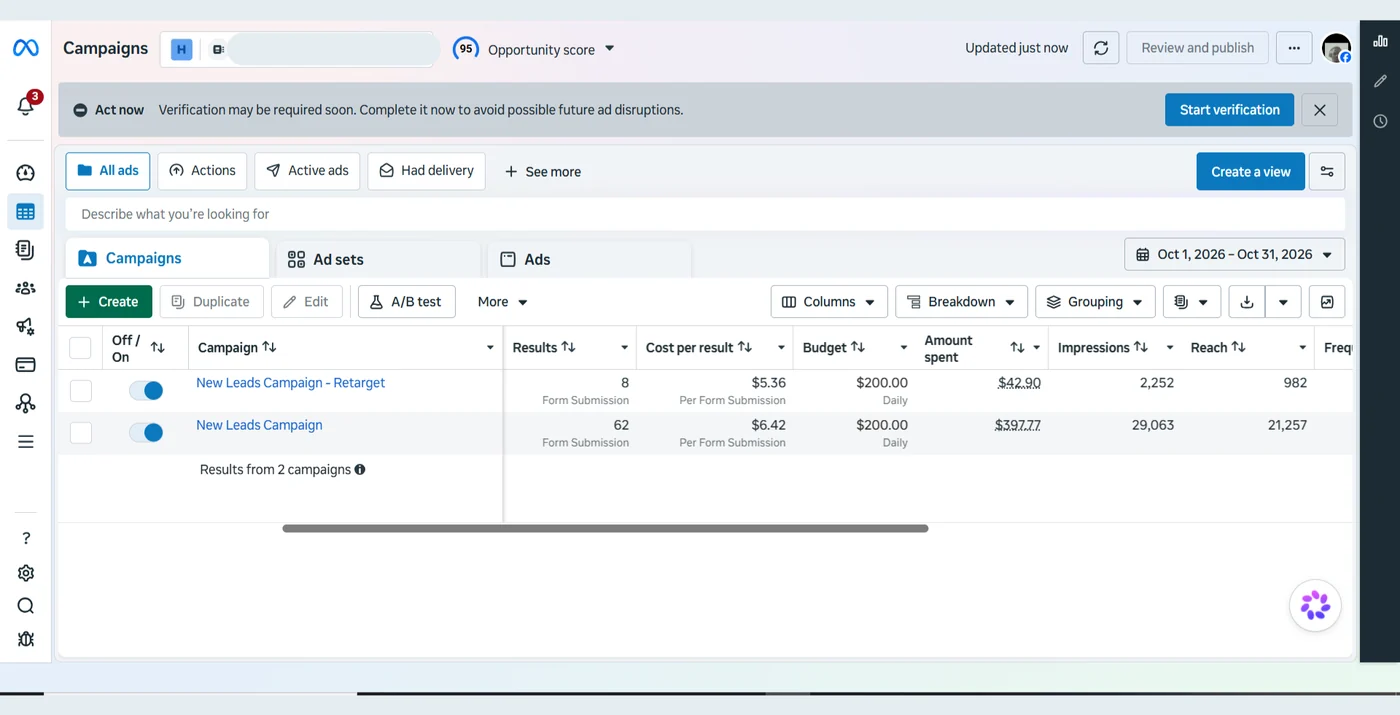 Campaigns
H
95
Opportunity score
Updated just now
Review and publish
3
Act now Verification may be required soon. Complete it now to avoid possible future ad disruptions.
Start verification
All ads
Actions
Active ads
Had delivery
+ See more
Create a view
Describe what you're looking for
Campaigns
Ad sets
Ads
Oct 1, 2026 – Oct 31, 2026
+ Create
Duplicate
Edit
A/B test
More
Columns
Breakdown
Grouping
Off / On
Campaign
Results
Cost per result
Budget
Amount spent
Impressions
Reach
Frequ
New Leads Campaign - Retarget
8
Form Submission
$5.36
Per Form Submission
$200.00
Daily
$42.90
2,252
982
New Leads Campaign
62
Form Submission
$6.42
Per Form Submission
$200.00
Daily
$397.77
29,063
21,257
Results from 2 campaigns
?